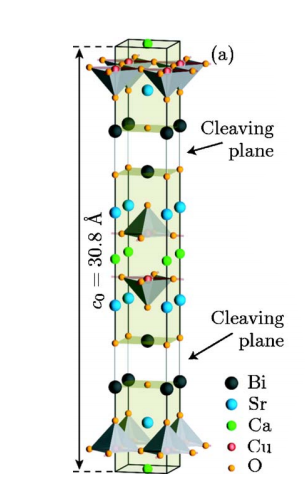 (a)
Cleaving
plane
c₀ = 30.8 Å
Cleaving
plane
Bi
Sr
Ca
Cu
O